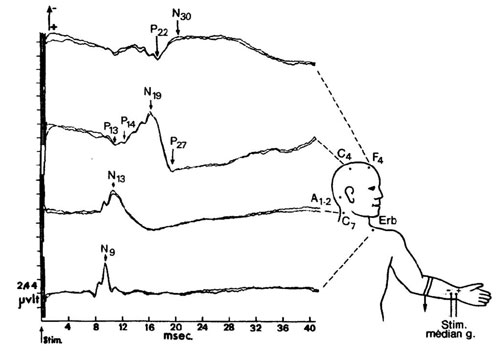 -
+
N30
P22
N19
P13
P14
P27
C4
F4
N13
A1-2
C7
Erb
N9
2,44
µvlt
Stim.
4 8 12 16 20 24 28 32 36 40
msec.
- +
Stim.
médian g.